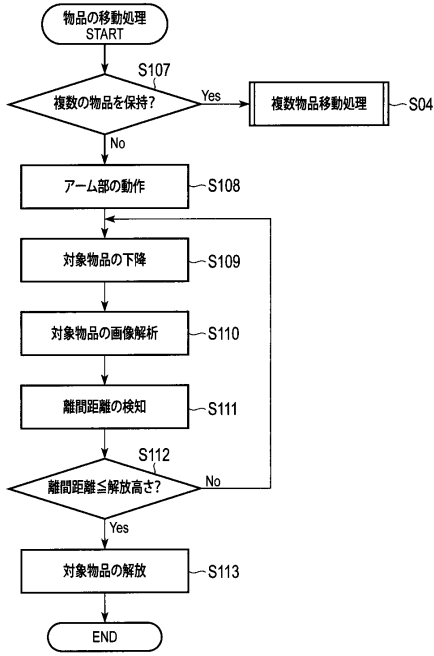 物品の移動処理
START
S107
複数の物品を保持?
Yes
複数物品移動処理
S04
No
アーム部の動作
S108
対象物品の下降
S109
対象物品の画像解析
S110
離間距離の検知
S111
S112
離間距離≦解放高さ?
No
Yes
対象物品の解放
S113
END